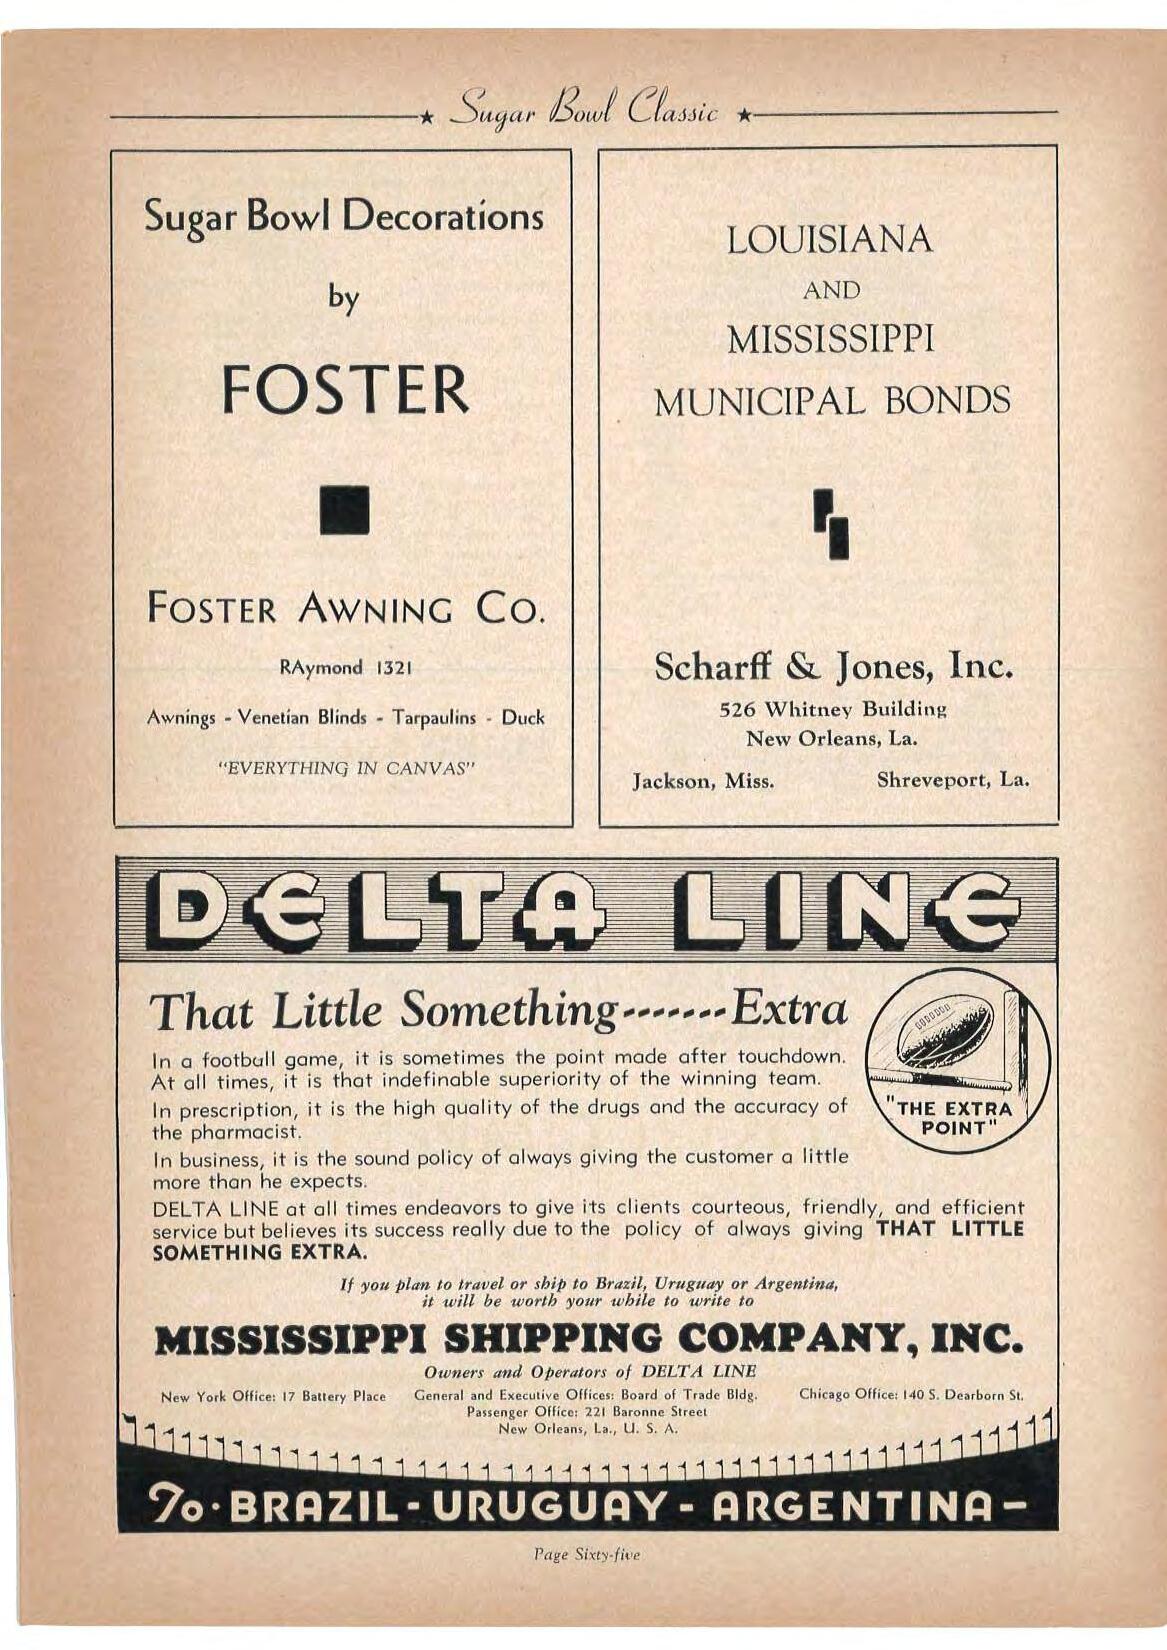 ★ Sugar Bowl Classic ★
Sugar Bowl Decorations
by
FOSTER
FOSTER AWNING CO.
RAymond 1321
Awnings - Venetian Blinds - Tarpaulins - Duck
"EVERYTHING IN CANVAS"
LOUISIANA
AND
MISSISSIPPI
MUNICIPAL BONDS
Scharff & Jones, Inc.
526 Whitney Building
New Orleans, La.
Jackson, Miss. Shreveport, La.
DELTA LINE
That Little Something-------Extra
In a football game, it is sometimes the point made after touchdown.
At all times, it is that indefinable superiority of the winning team.
In prescription, it is the high quality of the drugs and the accuracy of
the pharmacist.
In business, it is the sound policy of always giving the customer a little
more than he expects.
"THE EXTRA
POINT"
DELTA LINE at all times endeavors to give its clients courteous, friendly, and efficient
service but believes its success really due to the policy of always giving THAT LITTLE
SOMETHING EXTRA.
If you plan to travel or ship to Brazil, Uruguay or Argentina,
it will be worth your while to write to
MISSISSIPPI SHIPPING COMPANY, INC.
Owners and Operators of DELTA LINE
New York Office: 17 Battery Place General and Executive Offices: Board of Trade Bldg. Chicago Office: 140 S. Dearborn St.
Passenger Office: 221 Baronne Street
New Orleans, La., U. S. A.
To · BRAZIL - URUGUAY - ARGENTINA -
Page Sixty-five